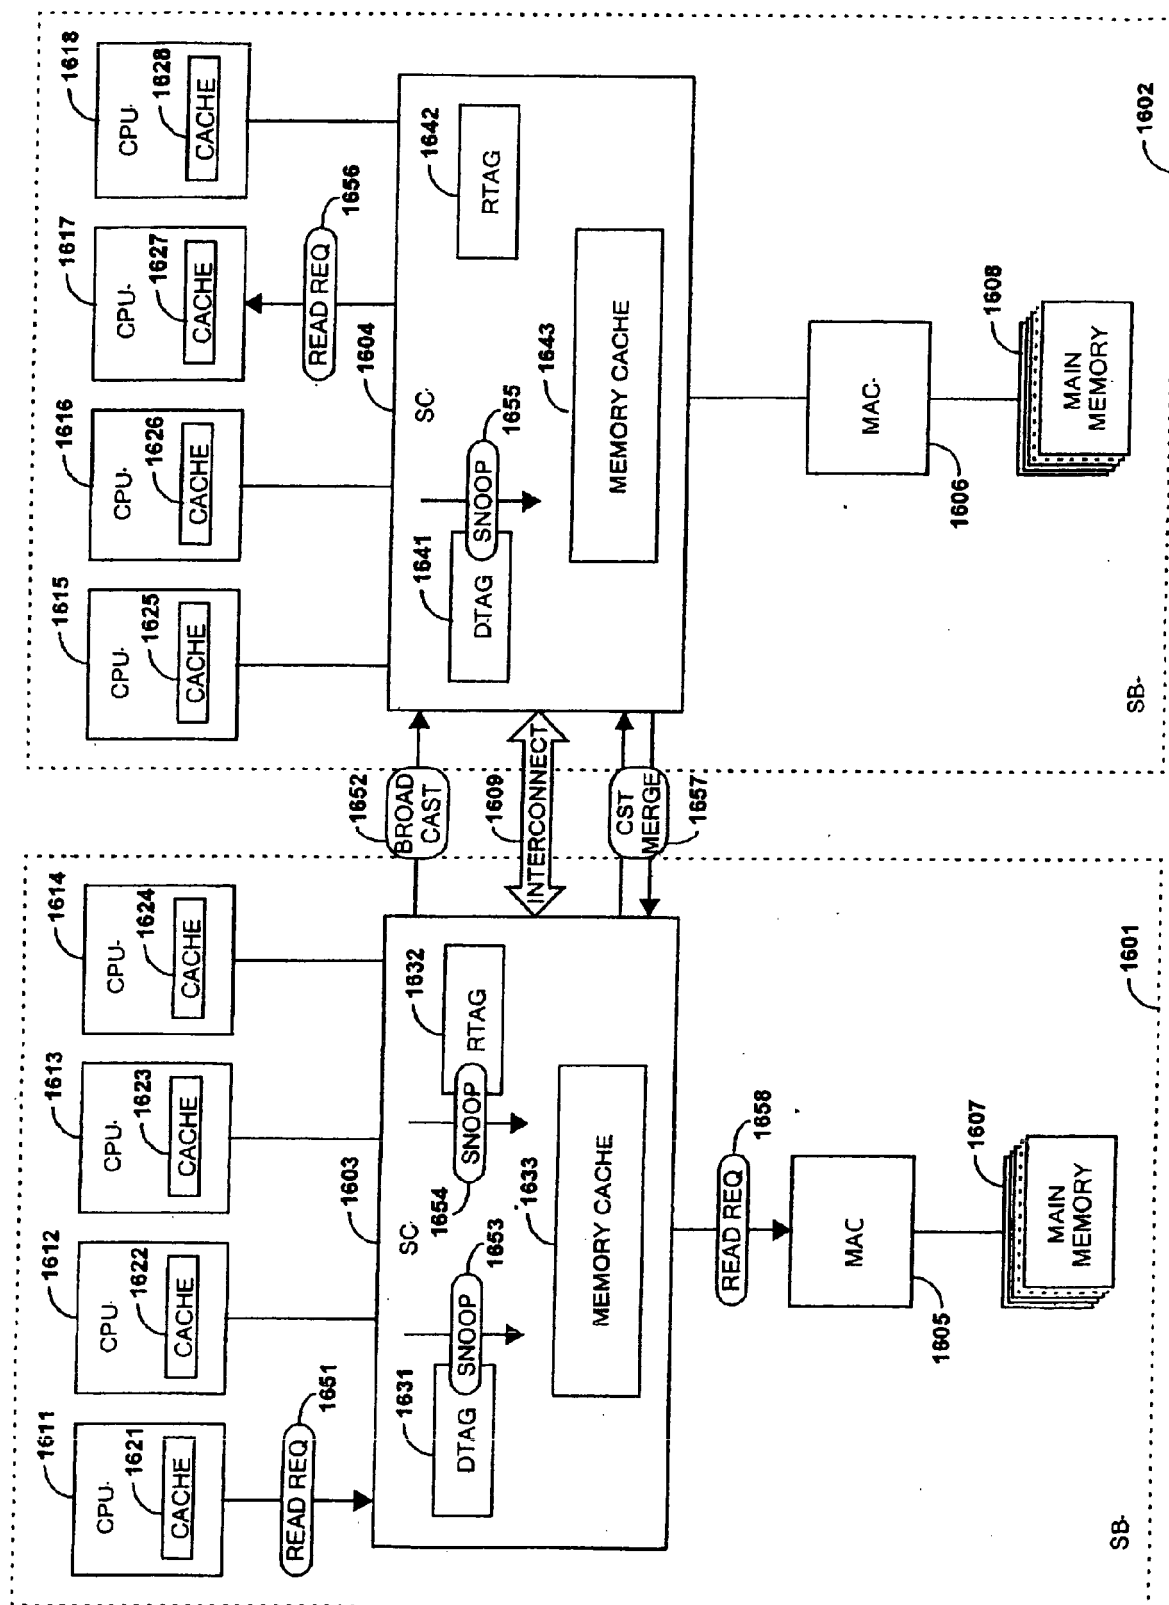 1611
CPU
1621
CACHE
1612
CPU
1622
CACHE
1613
CPU
1623
CACHE
1614
CPU
1624
CACHE
1615
CPU
1625
CACHE
1616
CPU
1626
CACHE
1617
CPU
1627
CACHE
1618
CPU
1628
CACHE
READ REQ
1651
READ REQ
1656
1603
SC
1631
DTAG
SNOOP
1653
1654
SNOOP
1632
RTAG
1633
MEMORY CACHE
1652
BROAD
CAST
1609
INTERCONNECT
CST
MERGE
1657
1604
SC
1641
DTAG
SNOOP
1655
1642
RTAG
1643
MEMORY CACHE
READ REQ
1658
MAC
1605
1607
MAIN
MEMORY
SB
1601
MAC
1606
1608
MAIN
MEMORY
SB
1602